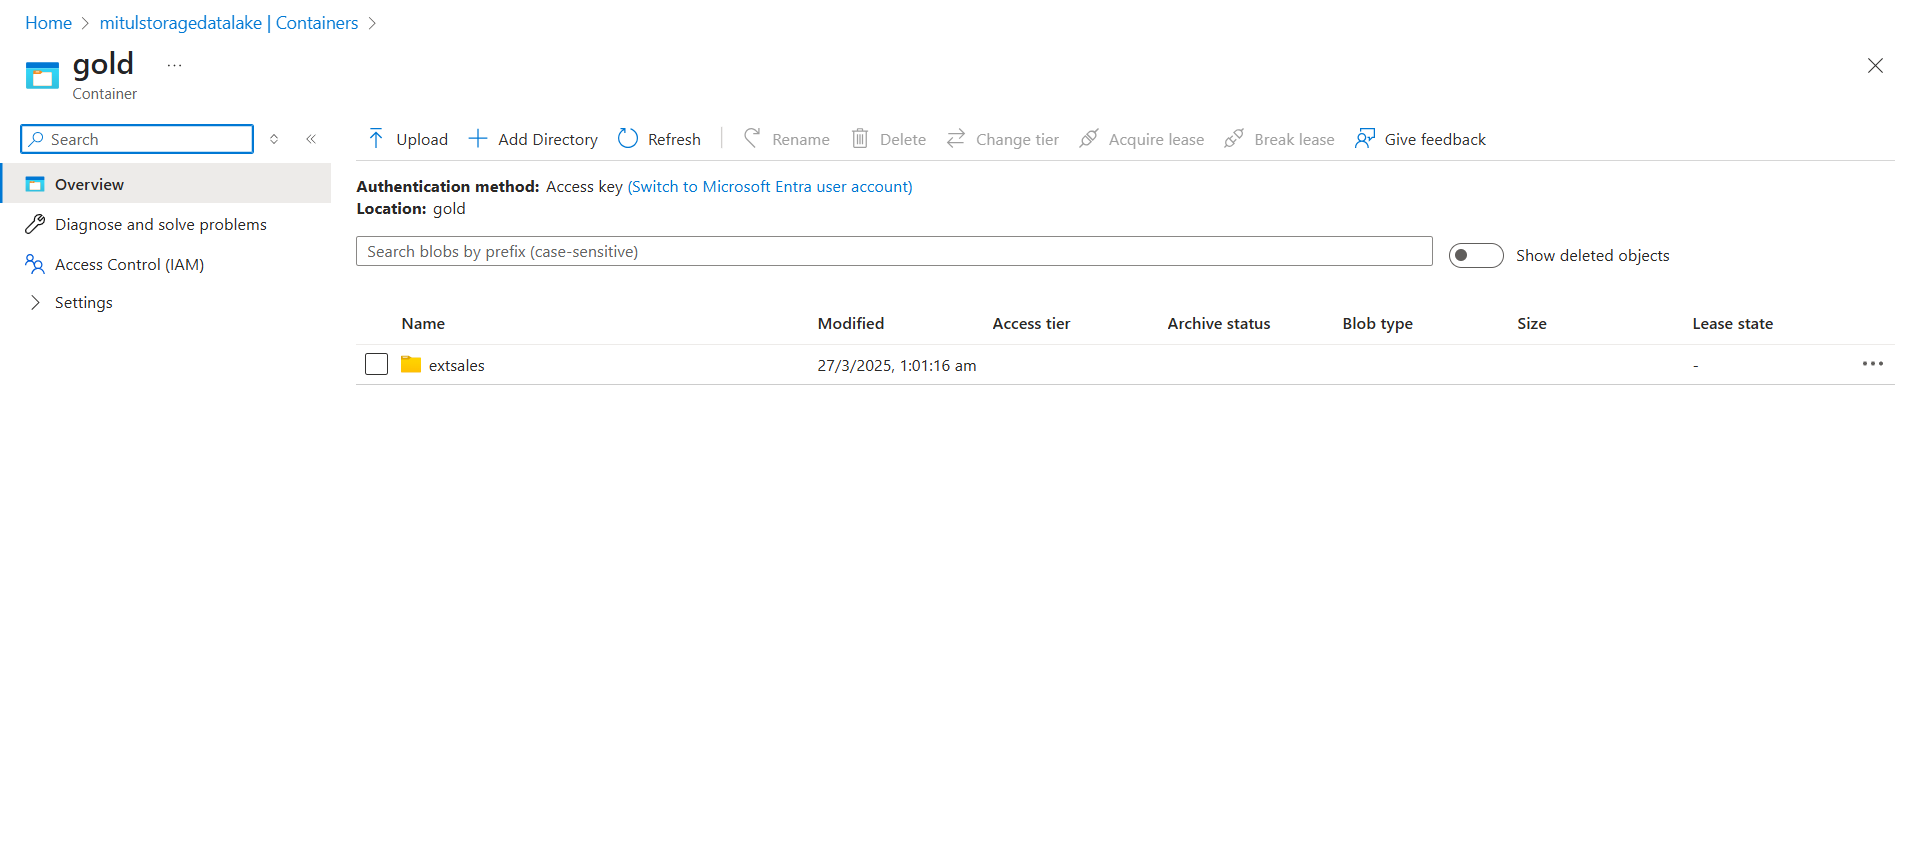 Home > mitulstoragedatalake | Containers >
gold ...
Container
Search
Overview
Diagnose and solve problems
Access Control (IAM)
Settings
Upload Add Directory Refresh Rename Delete Change tier Acquire lease Break lease Give feedback
Authentication method: Access key (Switch to Microsoft Entra user account)
Location: gold
Search blobs by prefix (case-sensitive) Show deleted objects
Name Modified Access tier Archive status Blob type Size Lease state
extsales 27/3/2025, 1:01:16 am - ...